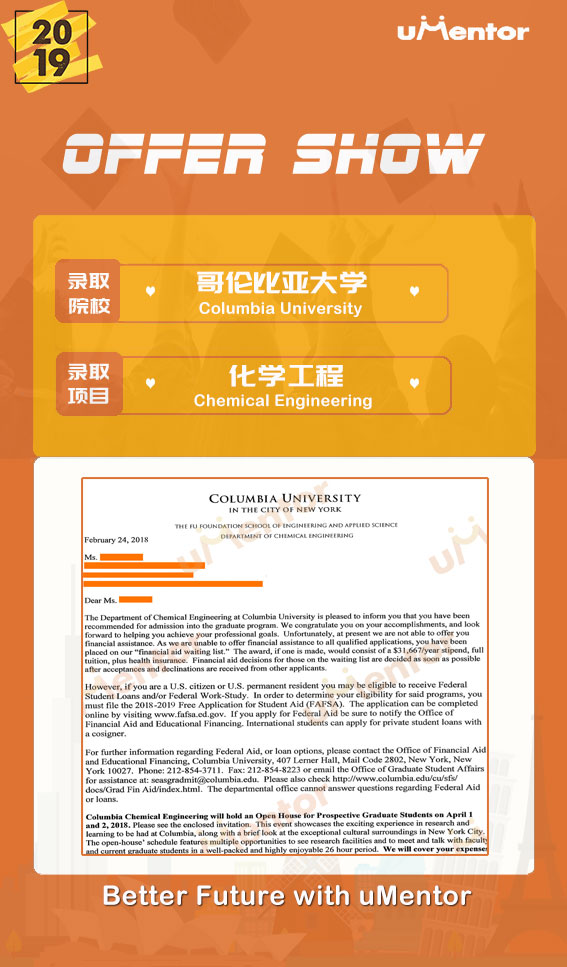 2019
uMentor
OFFER SHOW
录取
院校
哥伦比亚大学
Columbia University
录取
项目
化学工程
Chemical Engineering
COLUMBIA UNIVERSITY
IN THE CITY OF NEW YORK
THE FU FOUNDATION SCHOOL OF ENGINEERING AND APPLIED SCIENCE
DEPARTMENT OF CHEMICAL ENGINEERING
February 24, 2018
Ms.
Dear Ms.
The Department of Chemical Engineering at Columbia University is pleased to inform you that you have been
recommended for admission into the graduate program. We congratulate you on your accomplishments, and look
forward to helping you achieve your professional goals. Unfortunately, at present we are not able to offer you
financial assistance. As we are unable to offer financial assistance to all qualified applications, you have been
placed on our "financial aid waiting list." The award, if one is made, would consist of a $31,667/year stipend, full
tuition, plus health insurance. Financial aid decisions for those on the waiting list are decided as soon as possible
after acceptances and declinations are received from other applicants.
However, if you are a U.S. citizen or U.S. permanent resident you may be eligible to receive Federal
Student Loans and/or Federal Work-Study. In order to determine your eligibility for said programs, you
must file the 2018-2019 Free Application for Student Aid (FAFSA). The application can be completed
online by visiting www.fafsa.ed.gov. If you apply for Federal Aid be sure to notify the Office of
Financial Aid and Educational Financing. International students can apply for private student loans with
a cosigner.
For further information regarding Federal Aid, or loan options, please contact the Office of Financial Aid
and Educational Financing, Columbia University, 407 Lerner Hall, Mail Code 2802, New York, New
York 10027. Phone: 212-854-3711. Fax: 212-854-8223 or email the Office of Graduate Student Affairs
for assistance at: seasgradmit@columbia.edu. Please also check http://www.columbia.edu/cu/sfs/
docs/Grad Fin Aid/index.html. The departmental office cannot answer questions regarding Federal Aid
or loans.
Columbia Chemical Engineering will hold an Open House for Prospective Graduate Students on April 1
and 2, 2018. Please see the enclosed invitation. This event showcases the exciting experience in research and
learning to be had at Columbia, along with a brief look at the exceptional cultural surroundings in New York City.
The open-house' schedule features multiple opportunities to see research facilities and to meet and talk with faculty
and current graduate students in a well-packed and highly enjoyable 26 hour period. We will cover your expenses
Better Future with uMentor